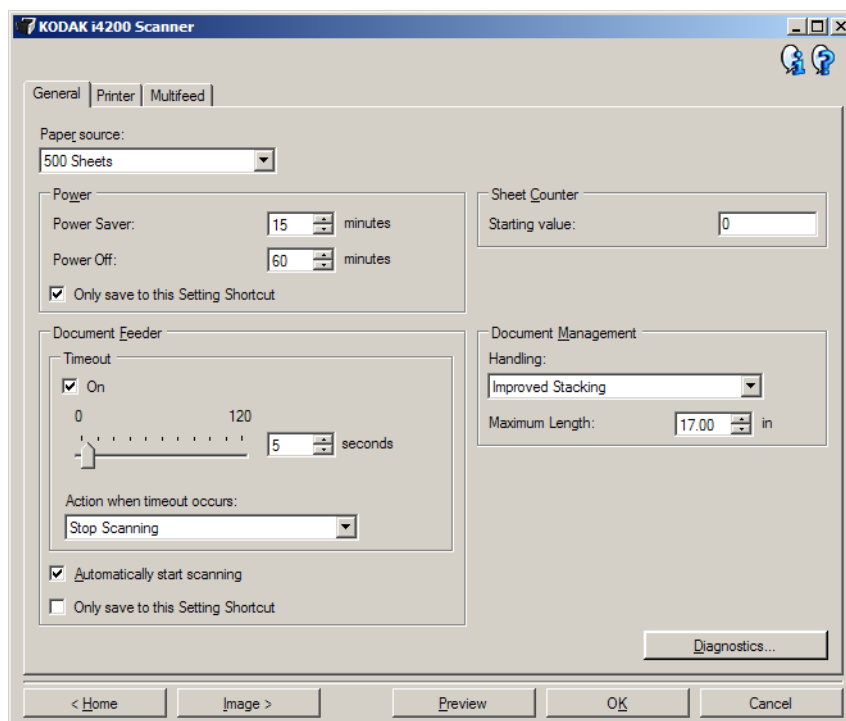 KODAK i4200 Scanner
General Printer Multifeed
Paper source:
500 Sheets
Power
Power Saver: 15 minutes
Power Off: 60 minutes
Only save to this Setting Shortcut
Sheet Counter
Starting value: 0
Document Feeder
Timeout
On
0 120
5 seconds
Action when timeout occurs:
Stop Scanning
Automatically start scanning
Only save to this Setting Shortcut
Document Management
Handling:
Improved Stacking
Maximum Length: 17.00 in
Diagnostics...
< Home Image > Preview OK Cancel